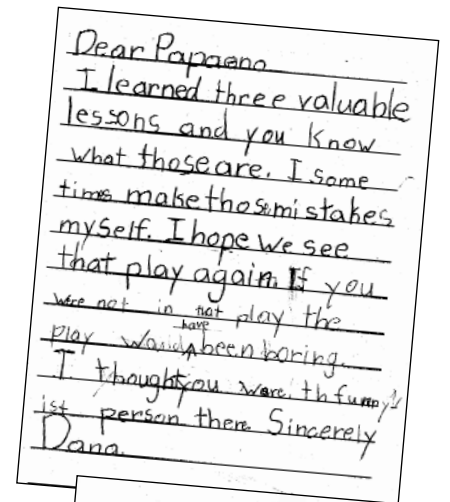 Dear Papageno
I learned three valuable
lessons and you know
what those are. I some
times make those mistakes
myself. I hope we see
that play again. If you
were not in that play the
play would have been boring.
I thought you were th funny
ist person there. Sincerely
Dana